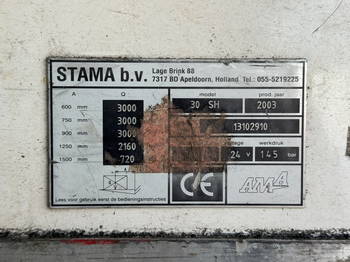 STAMA b.v. Lage Brink 88
7317 BD Apeldoorn, Holland Tel.: 055-5219225
A Q model prod. jaar
600 mm 3000 30 SH 2003
750 mm 3000
900 mm 3000 13102910
1250 mm 2160 werkdruk
1500 mm 720 24 V 145 bar
CE AMA
Lees voor gebruik eerst de bedieningsinstructies